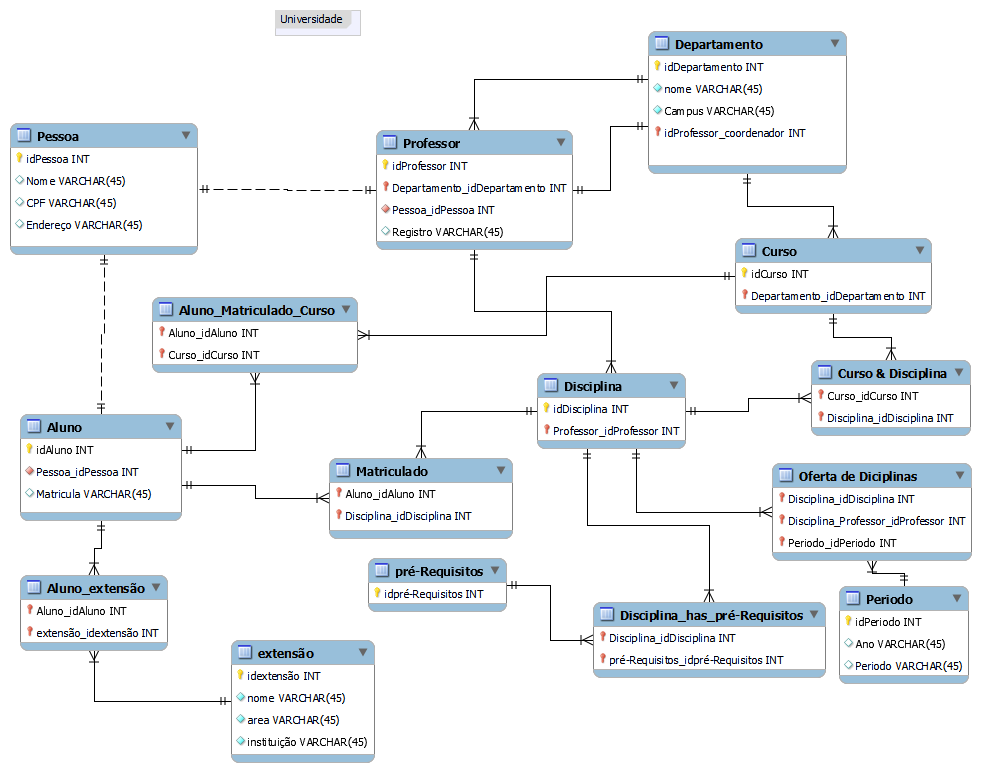 Universidade
Departamento
idDepartamento INT
nome VARCHAR(45)
Campus VARCHAR(45)
idProfessor_coordenador INT
Pessoa
idPessoa INT
Nome VARCHAR(45)
CPF VARCHAR(45)
Endereço VARCHAR(45)
Professor
idProfessor INT
Departamento_idDepartamento INT
Pessoa_idPessoa INT
Registro VARCHAR(45)
Curso
idCurso INT
Departamento_idDepartamento INT
Aluno_Matriculado_Curso
Aluno_idAluno INT
Curso_idCurso INT
Disciplina
idDisciplina INT
Professor_idProfessor INT
Curso & Disciplina
Curso_idCurso INT
Disciplina_idDisciplina INT
Aluno
idAluno INT
Pessoa_idPessoa INT
Matricula VARCHAR(45)
Matriculado
Aluno_idAluno INT
Disciplina_idDisciplina INT
Oferta de Diciplinas
Disciplina_idDisciplina INT
Disciplina_Professor_idProfessor INT
Periodo_idPeriodo INT
Aluno_extensão
Aluno_idAluno INT
extensão_idextensão INT
pré-Requisitos
idpré-Requisitos INT
Disciplina_has_pré-Requisitos
Disciplina_idDisciplina INT
pré-Requisitos_idpré-Requisitos INT
Periodo
idPeriodo INT
Ano VARCHAR(45)
Periodo VARCHAR(45)
extensão
idextensão INT
nome VARCHAR(45)
area VARCHAR(45)
instituição VARCHAR(45)